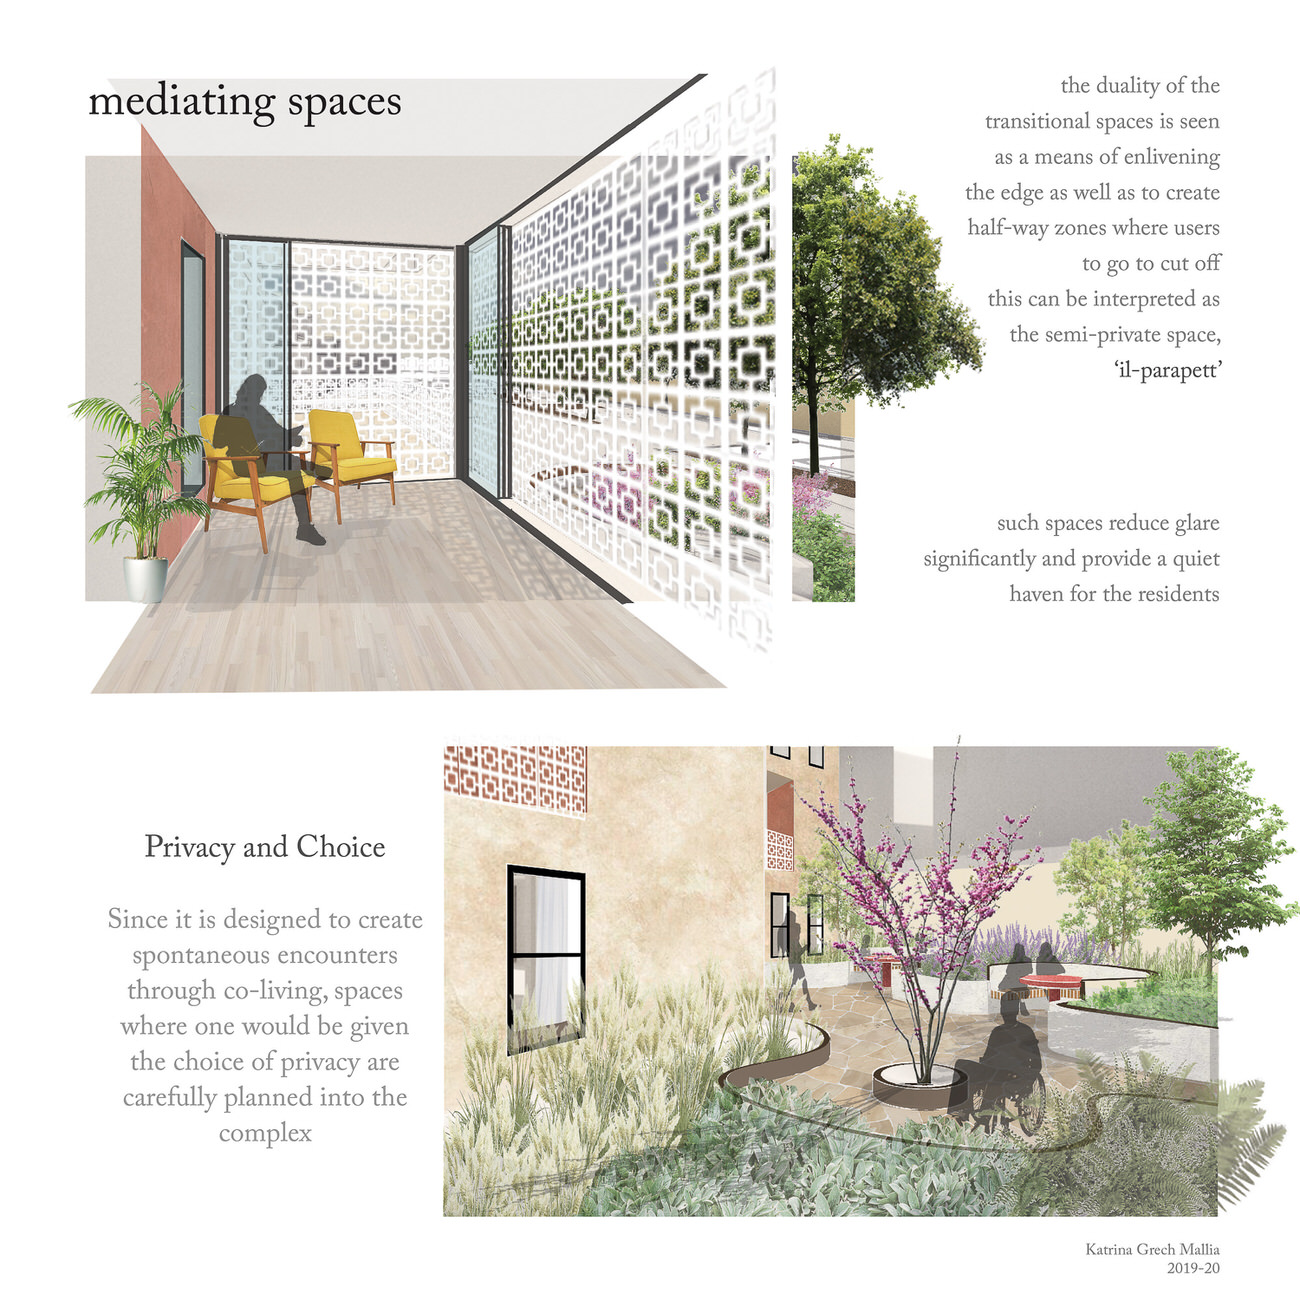 mediating spaces
the duality of the
transitional spaces is seen
as a means of enlivening
the edge as well as to create
half-way zones where users
to go to cut off
this can be interpreted as
the semi-private space,
‘il-parapett’
such spaces reduce glare
significantly and provide a quiet
haven for the residents
Privacy and Choice
Since it is designed to create
spontaneous encounters
through co-living, spaces
where one would be given
the choice of privacy are
carefully planned into the
complex
Katrina Grech Mallia
2019-20